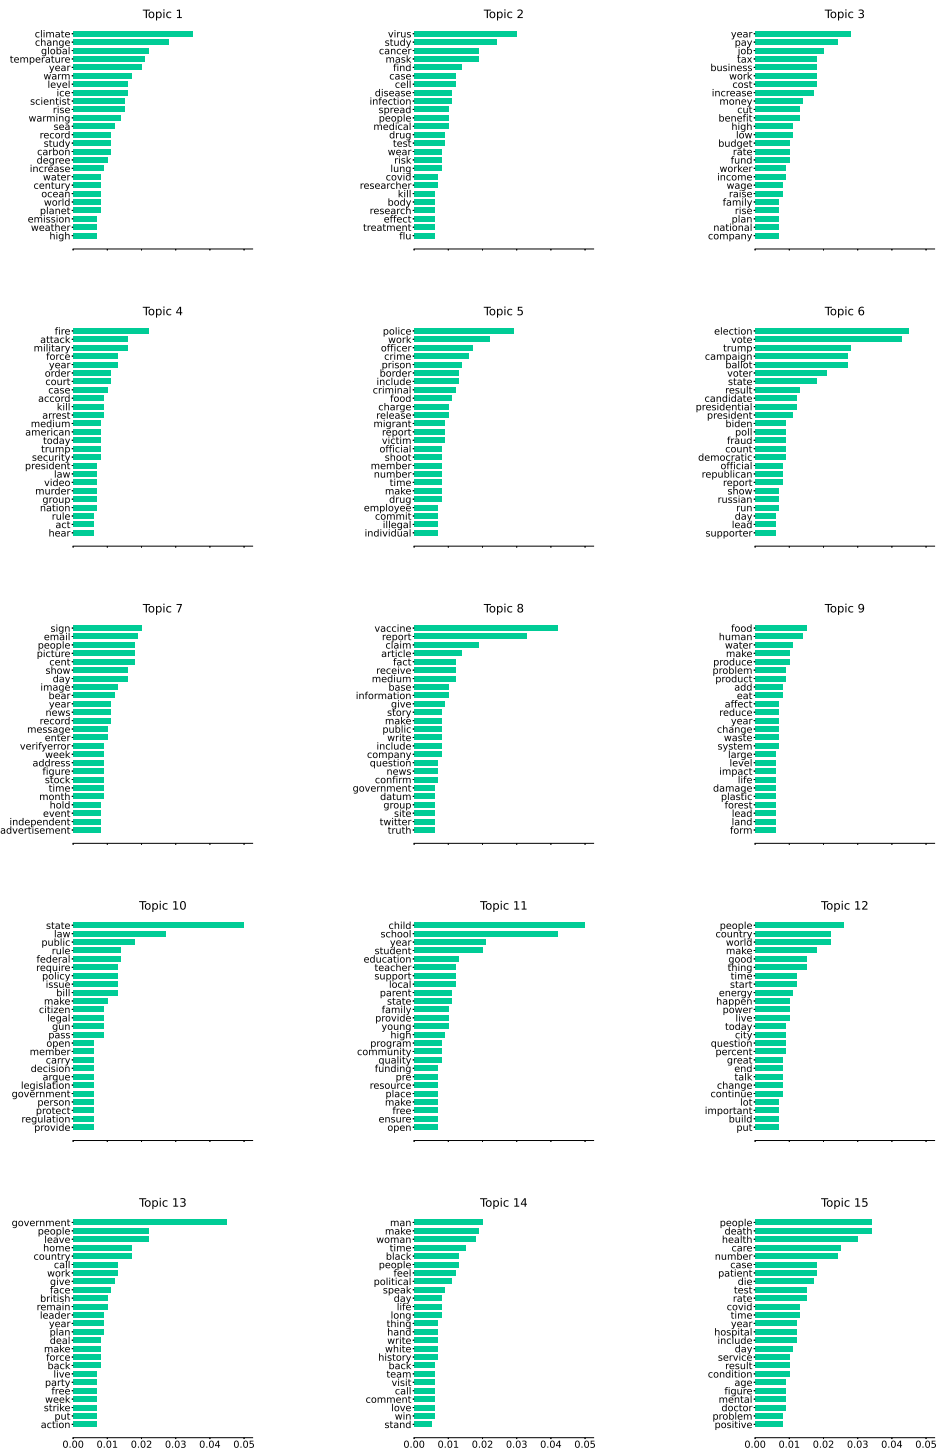 Topic 1
climate
change
global
temperature
year
warm
level
ice
scientist
rise
warming
sea
record
study
carbon
degree
increase
water
century
ocean
world
planet
emission
weather
high
Topic 2
virus
study
cancer
mask
find
case
cell
disease
infection
spread
people
medical
drug
test
wear
risk
lung
covid
researcher
kill
body
research
effect
treatment
flu
Topic 3
year
pay
job
tax
business
work
cost
increase
money
cut
benefit
high
low
budget
rate
fund
worker
income
wage
raise
family
rise
plan
national
company
Topic 4
fire
attack
military
force
year
order
court
case
accord
kill
arrest
medium
american
today
trump
security
president
law
video
murder
group
nation
rule
act
hear
Topic 5
police
work
officer
crime
prison
border
include
criminal
food
charge
release
migrant
report
victim
official
shoot
member
number
time
make
drug
employee
commit
illegal
individual
Topic 6
election
vote
trump
campaign
ballot
voter
state
result
candidate
presidential
president
biden
poll
fraud
count
democratic
official
republican
report
show
russian
run
day
lead
supporter
Topic 7
sign
email
people
picture
cent
show
day
image
bear
year
news
record
message
enter
verifyerror
week
address
figure
stock
time
month
hold
event
independent
advertisement
Topic 8
vaccine
report
claim
article
fact
receive
medium
base
information
give
story
make
public
write
include
company
question
news
confirm
government
datum
group
site
twitter
truth
Topic 9
food
human
water
make
produce
problem
product
add
eat
affect
reduce
year
change
waste
system
large
level
impact
life
damage
plastic
forest
lead
land
form
Topic 10
state
law
public
rule
federal
require
policy
issue
bill
make
citizen
legal
gun
pass
open
member
carry
decision
argue
legislation
government
person
protect
regulation
provide
Topic 11
child
school
year
student
education
teacher
support
local
parent
state
family
provide
young
high
program
community
quality
funding
pre
resource
place
make
free
ensure
open
Topic 12
people
country
world
make
good
thing
time
start
energy
happen
power
live
today
city
question
percent
great
end
talk
change
continue
lot
important
build
put
Topic 13
government
people
leave
home
country
call
work
give
face
british
remain
leader
year
plan
deal
make
force
back
live
party
free
week
strike
put
action
0.00 0.01 0.02 0.03 0.04 0.05
Topic 14
man
make
woman
time
black
people
feel
political
speak
day
life
long
thing
hand
write
white
history
back
team
visit
call
comment
love
win
stand
0.00 0.01 0.02 0.03 0.04 0.05
Topic 15
people
death
health
care
number
case
patient
die
test
rate
covid
time
year
hospital
include
day
service
result
condition
age
figure
mental
doctor
problem
positive
0.00 0.01 0.02 0.03 0.04 0.05